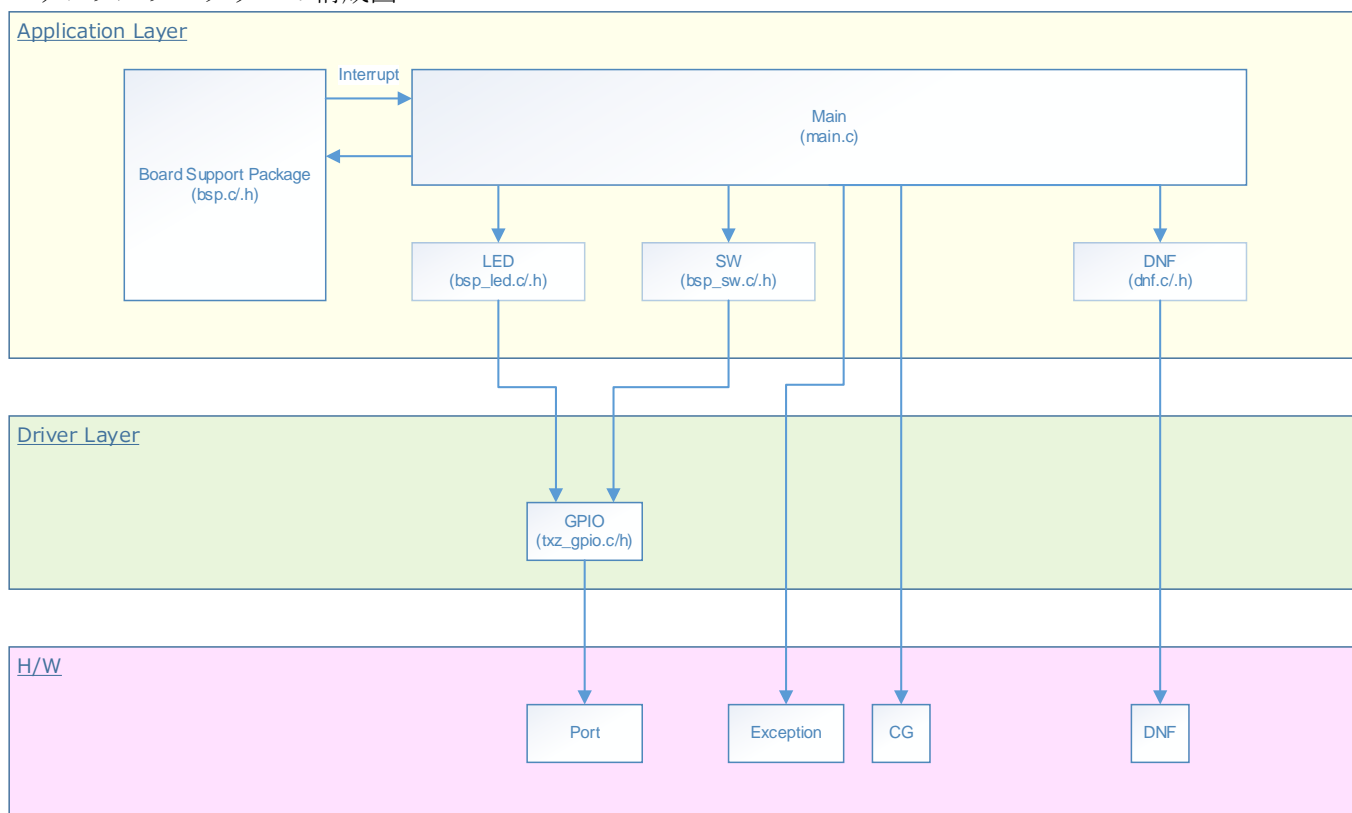 Application Layer
Interrupt
Main
(main.c)
Board Support Package
(bsp.c/.h)
LED
(bsp_led.c/.h)
SW
(bsp_sw.c/.h)
DNF
(dnf.c/.h)
Driver Layer
GPIO
(txz_gpio.c/h)
H/W
Port
Exception
CG
DNF